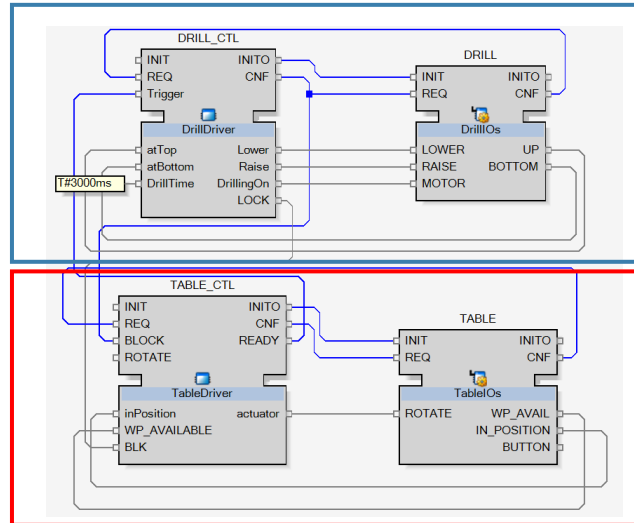 DRILL_CTL
INIT INITO
REQ CNF
Trigger
DrillDriver
atTop Lower
atBottom Raise
T#3000ms DrillTime DrillingOn
LOCK
DRILL
INIT INITO
REQ CNF
DrillIOs
LOWER UP
RAISE BOTTOM
MOTOR
TABLE_CTL
INIT INITO
REQ CNF
BLOCK READY
ROTATE
TableDriver
inPosition actuator
WP_AVAILABLE
BLK
TABLE
INIT INITO
REQ CNF
TableIOs
ROTATE WP_AVAIL
IN_POSITION
BUTTON